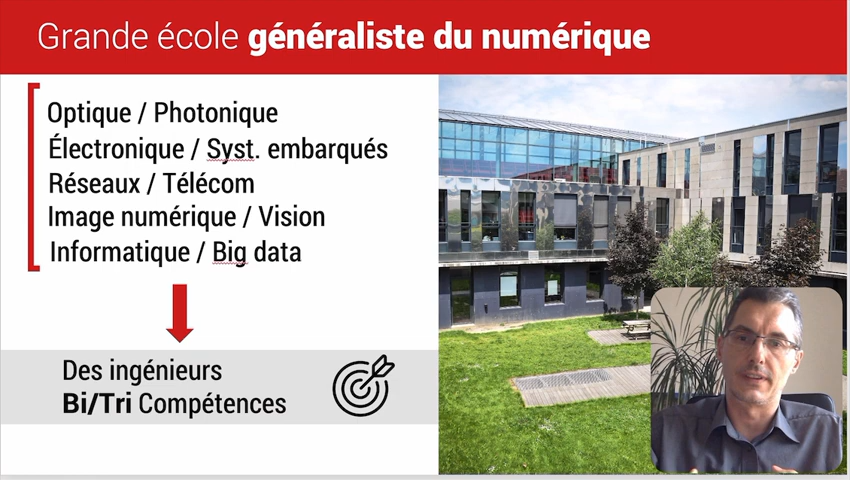 Grande école généraliste du numérique
Optique / Photonique
Électronique / Syst. embarqués
Réseaux / Télécom
Image numérique / Vision
Informatique / Big data
Des ingénieurs
Bi/Tri Compétences